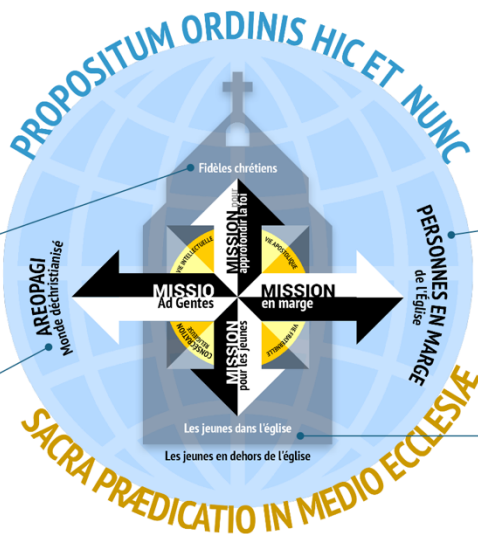 PROPOSITUM ORDINIS HIC ET NUNC
Fidèles chrétiens
MISSION pour
approfondir la foi
VIE INTELLECTUELLE
VIE APOSTOLIQUE
AREOPAGI
Monde déchristianisé
MISSIO
Ad Gentes
MISSION
en marge
PERSONNES EN MARGE
de l'Église
CONSÉCRATION
RELIGIEUSE
MISSION
pour les jeunes
VIE FRATERNELLE
Les jeunes dans l'église
Les jeunes en dehors de l'église
SACRA PRÆDICATIO IN MEDIO ECCLESIÆ